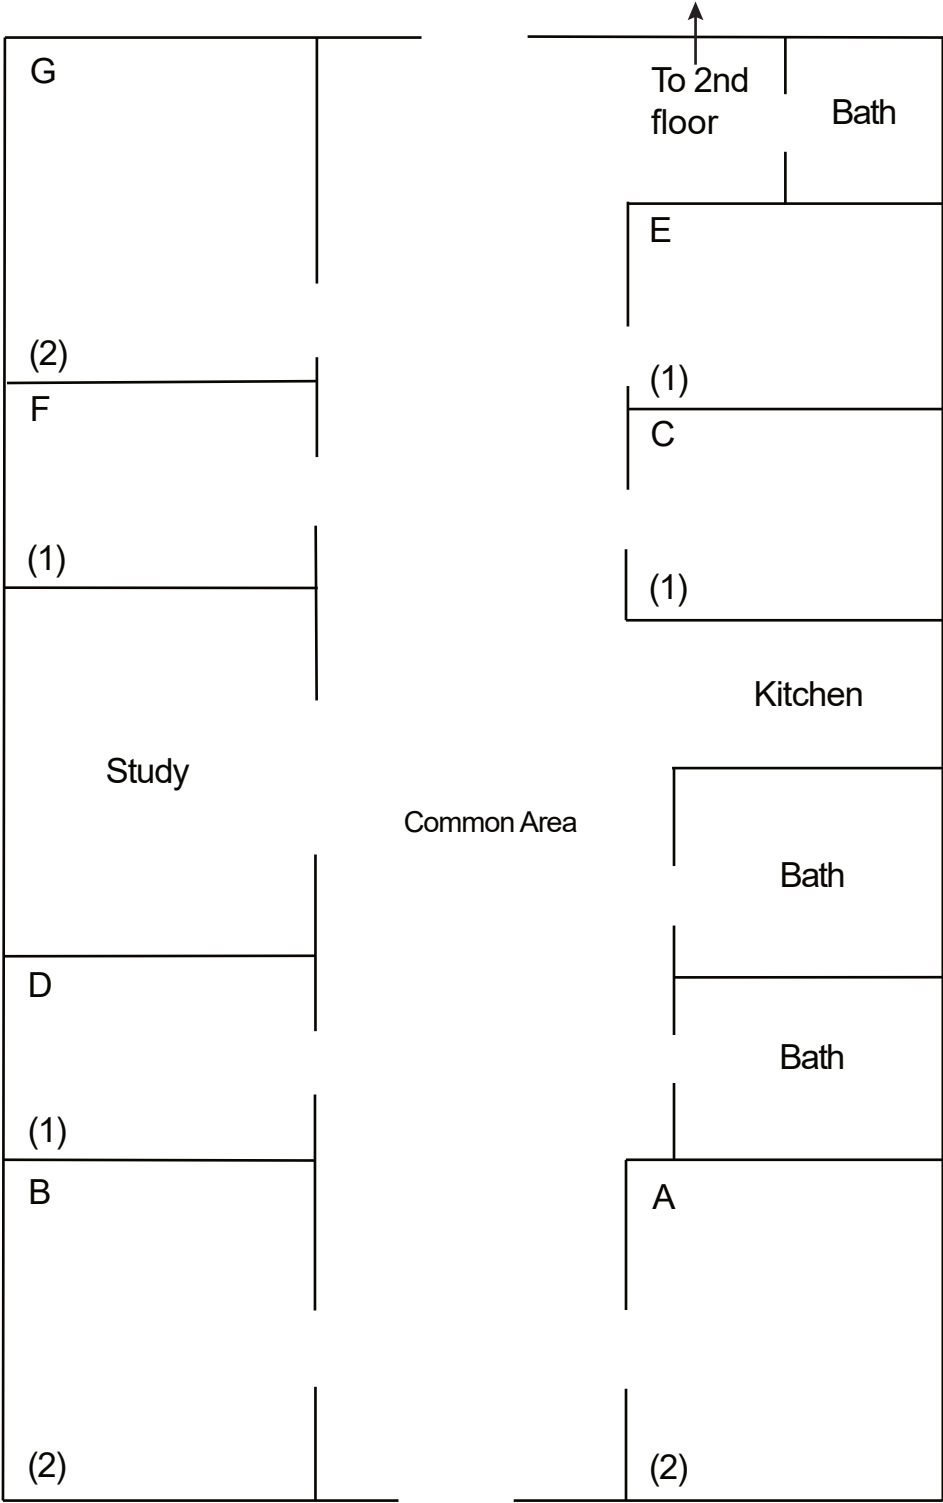 G
To 2nd
floor
Bath
E
(2)
(1)
F
C
(1)
(1)
Kitchen
Study
Common Area
Bath
D
Bath
(1)
B
A
(2)
(2)